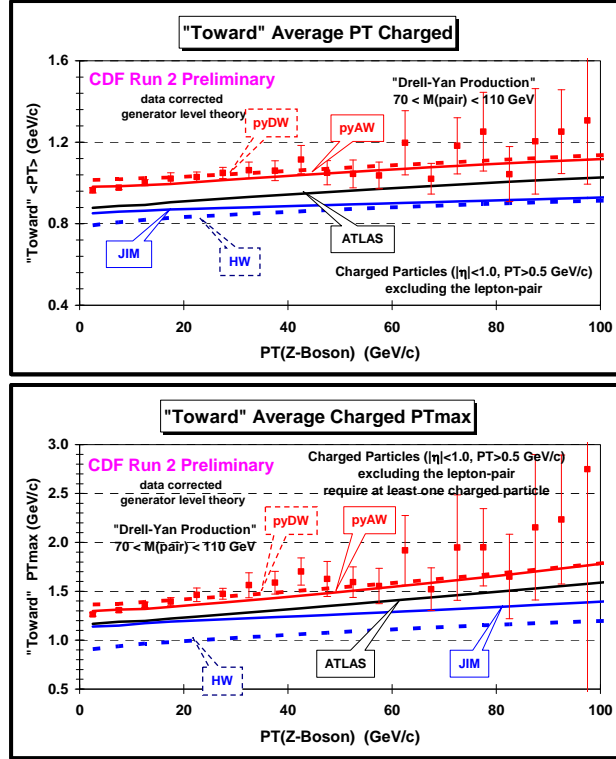 "Toward" Average PT Charged
CDF Run 2 Preliminary
data corrected
generator level theory
"Drell-Yan Production"
70 < M(pair) < 110 GeV
pyDW
pyAW
JIM
HW
ATLAS
Charged Particles (|η|<1.0, PT>0.5 GeV/c)
excluding the lepton-pair
"Toward" <PT> (GeV/c)
1.6
1.2
0.8
0.4
0 20 40 60 80 100
PT(Z-Boson) (GeV/c)
"Toward" Average Charged PTmax
CDF Run 2 Preliminary
data corrected
generator level theory
"Drell-Yan Production"
70 < M(pair) < 110 GeV
Charged Particles (|η|<1.0, PT>0.5 GeV/c)
excluding the lepton-pair
require at least one charged particle
pyDW
pyAW
HW
ATLAS
JIM
"Toward" PTmax (GeV/c)
3.0
2.5
2.0
1.5
1.0
0.5
0 20 40 60 80 100
PT(Z-Boson) (GeV/c)